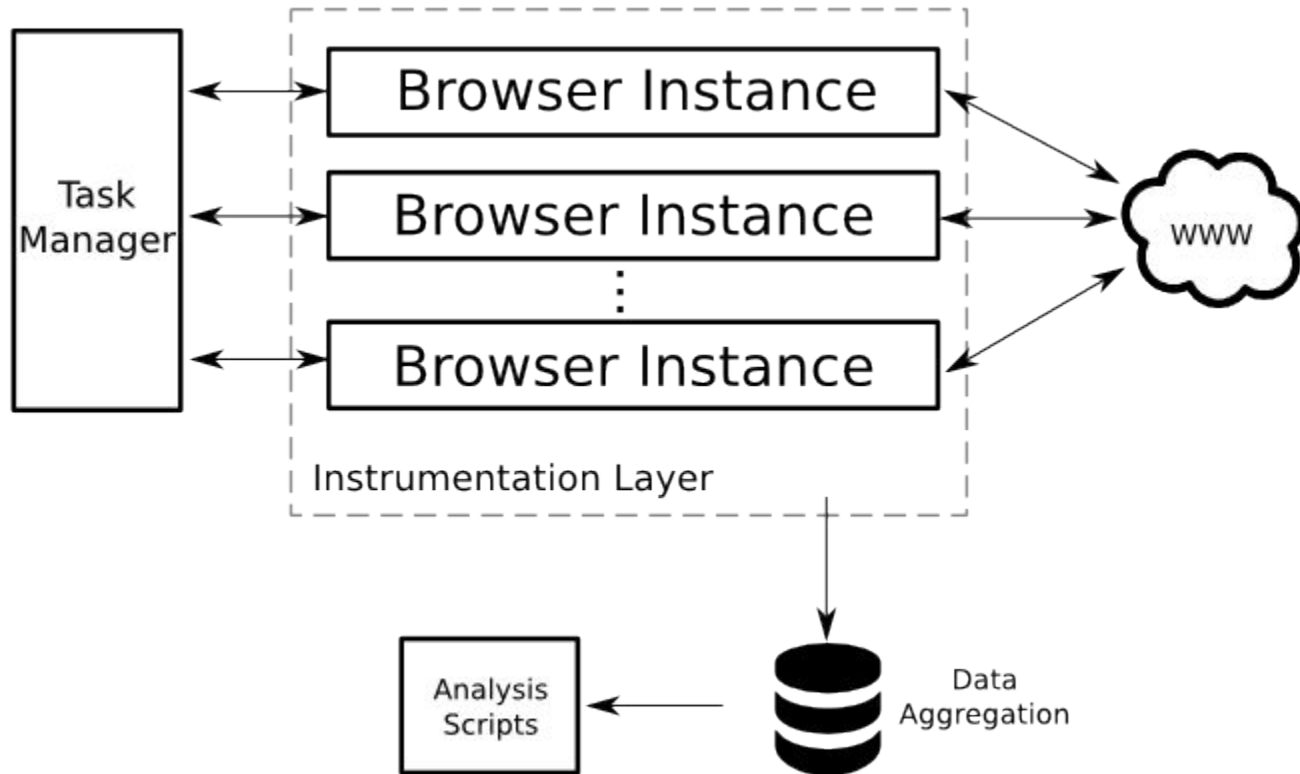 Browser Instance
Task
Manager
Browser Instance
WWW
Browser Instance
Instrumentation Layer
Analysis
Scripts
Data
Aggregation